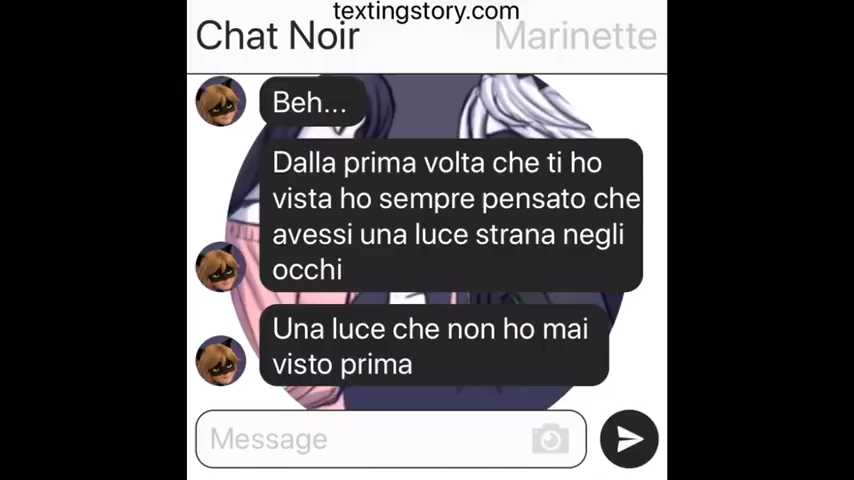 textingstory.com
Chat Noir Marinette
Beh...
Dalla prima volta che ti ho
vista ho sempre pensato che
avessi una luce strana negli
occhi
Una luce che non ho mai
visto prima
Message